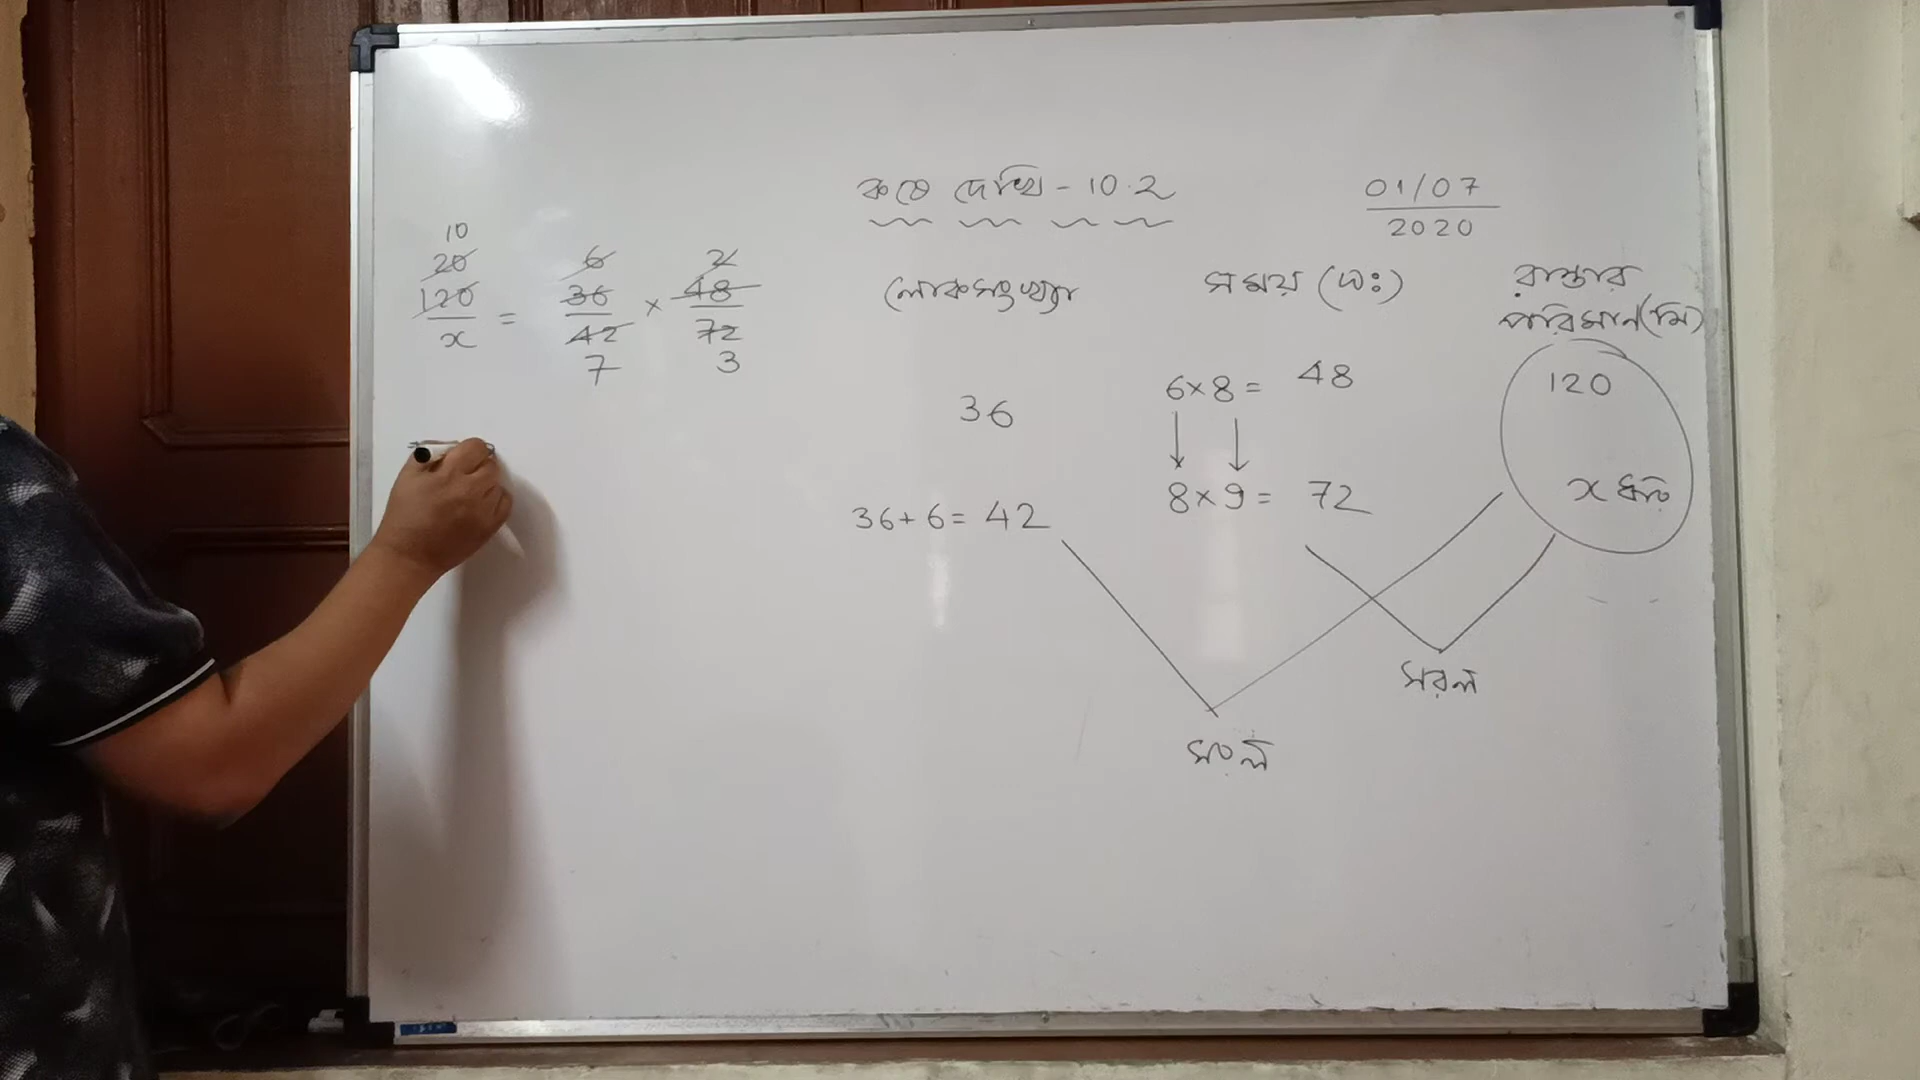 কষে দেখি - 10.2
01/07
2020
লোকসংখ্যা
সময় (ঘঃ)
রাস্তার
পরিমান (মি)
36
6×8 = 48
120
36+6 = 42
8×9 = 72
x ধরি
সরল
সরল
10
20 6 2
120 36 48
= ×
x 42 72
7 3